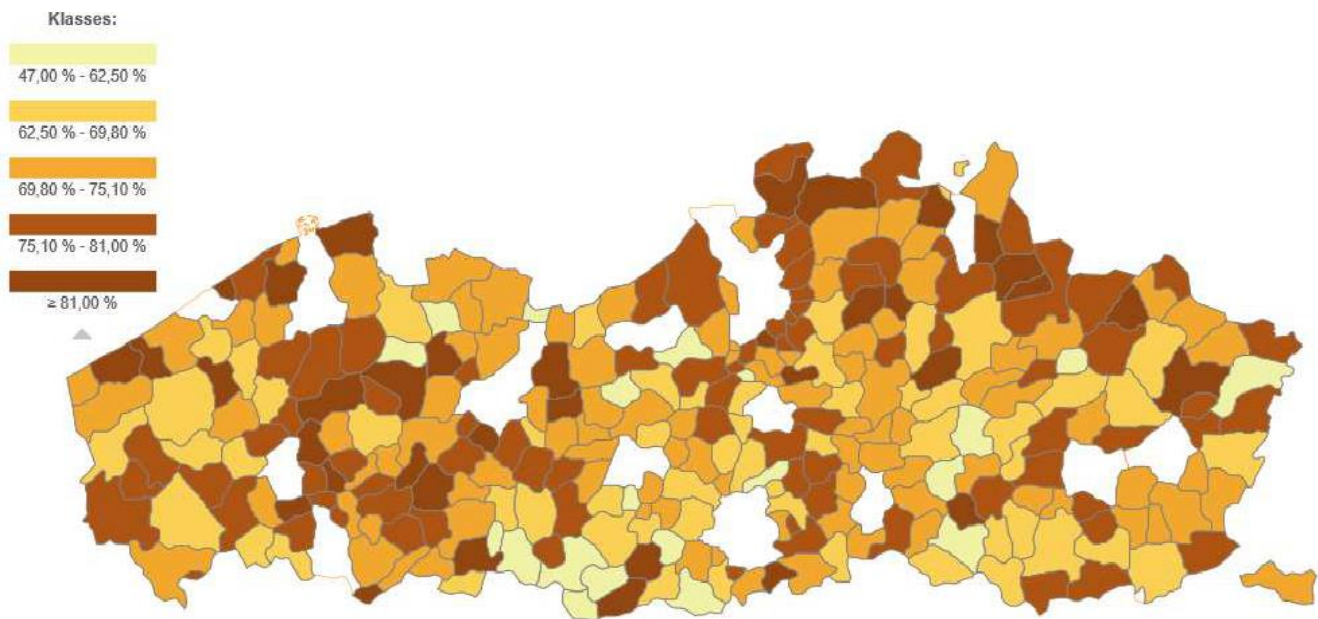 Klasses:
47,00 % - 62,50 %
62,50 % - 69,80 %
69,80 % - 75,10 %
75,10 % - 81,00 %
≥ 81,00 %